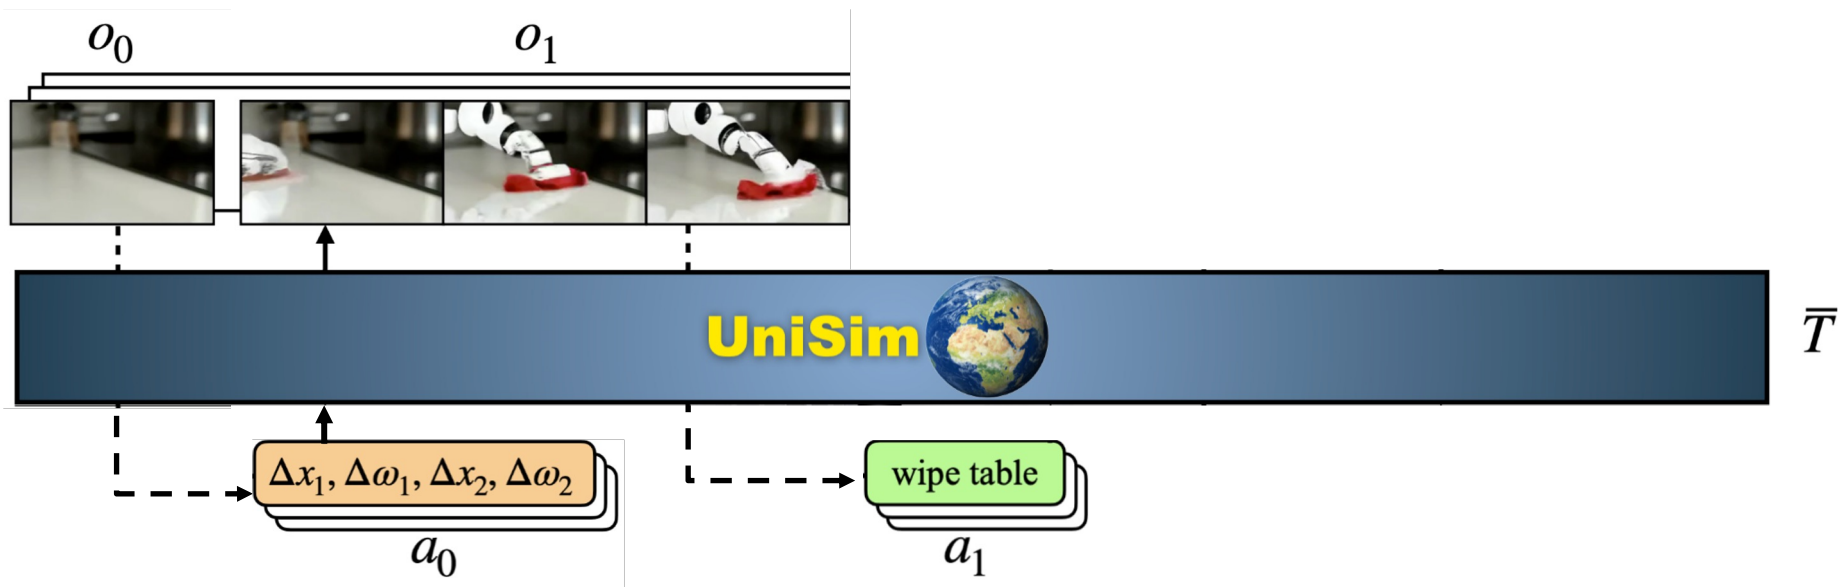 o₀ o₁
UniSim
T̅
Δx₁, Δω₁, Δx₂, Δω₂
wipe table
a₀ a₁